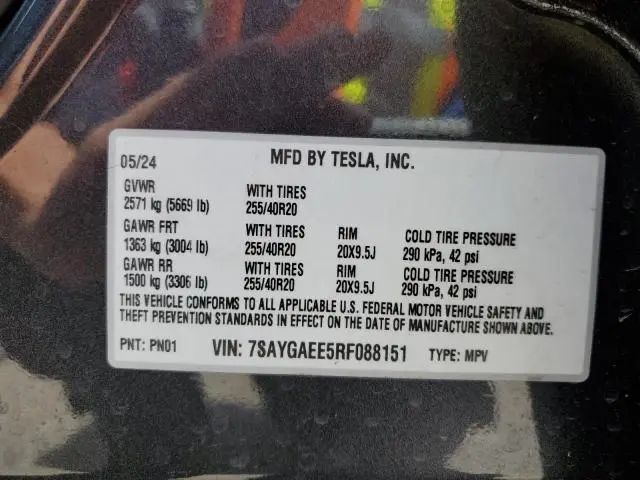 05/24 MFD BY TESLA, INC.
GVWR WITH TIRES
2571 kg (5669 lb) 255/40R20
GAWR FRT WITH TIRES RIM COLD TIRE PRESSURE
1363 kg (3004 lb) 255/40R20 20X9.5J 290 kPa, 42 psi
GAWR RR WITH TIRES RIM COLD TIRE PRESSURE
1500 kg (3306 lb) 255/40R20 20X9.5J 290 kPa, 42 psi
THIS VEHICLE CONFORMS TO ALL APPLICABLE U.S. FEDERAL MOTOR VEHICLE SAFETY AND
THEFT PREVENTION STANDARDS IN EFFECT ON THE DATE OF MANUFACTURE SHOWN ABOVE.
PNT: PN01 VIN: 7SAYGAEE5RF088151 TYPE: MPV